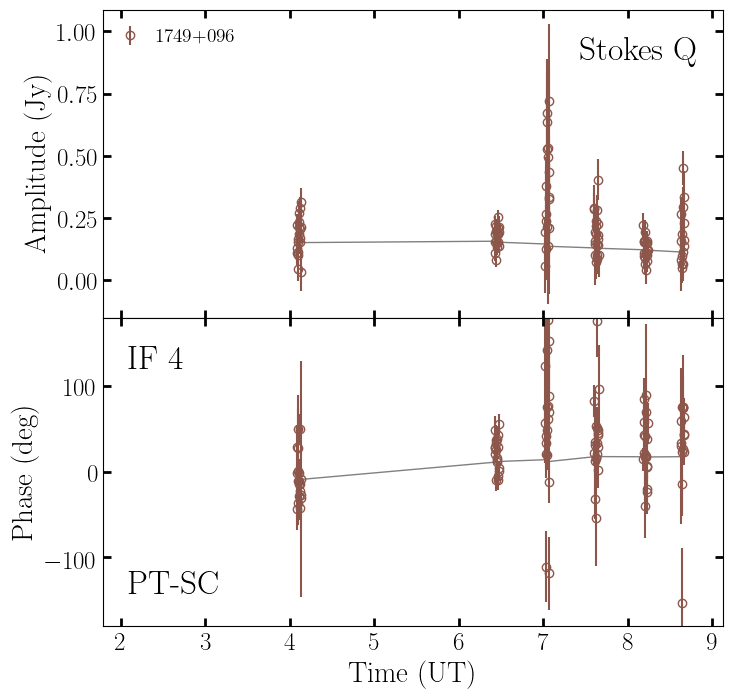 1749+096
Stokes Q
1.00
0.75
0.50
0.25
0.00
Amplitude (Jy)
IF 4
100
0
−100
Phase (deg)
PT-SC
2 3 4 5 6 7 8 9
Time (UT)